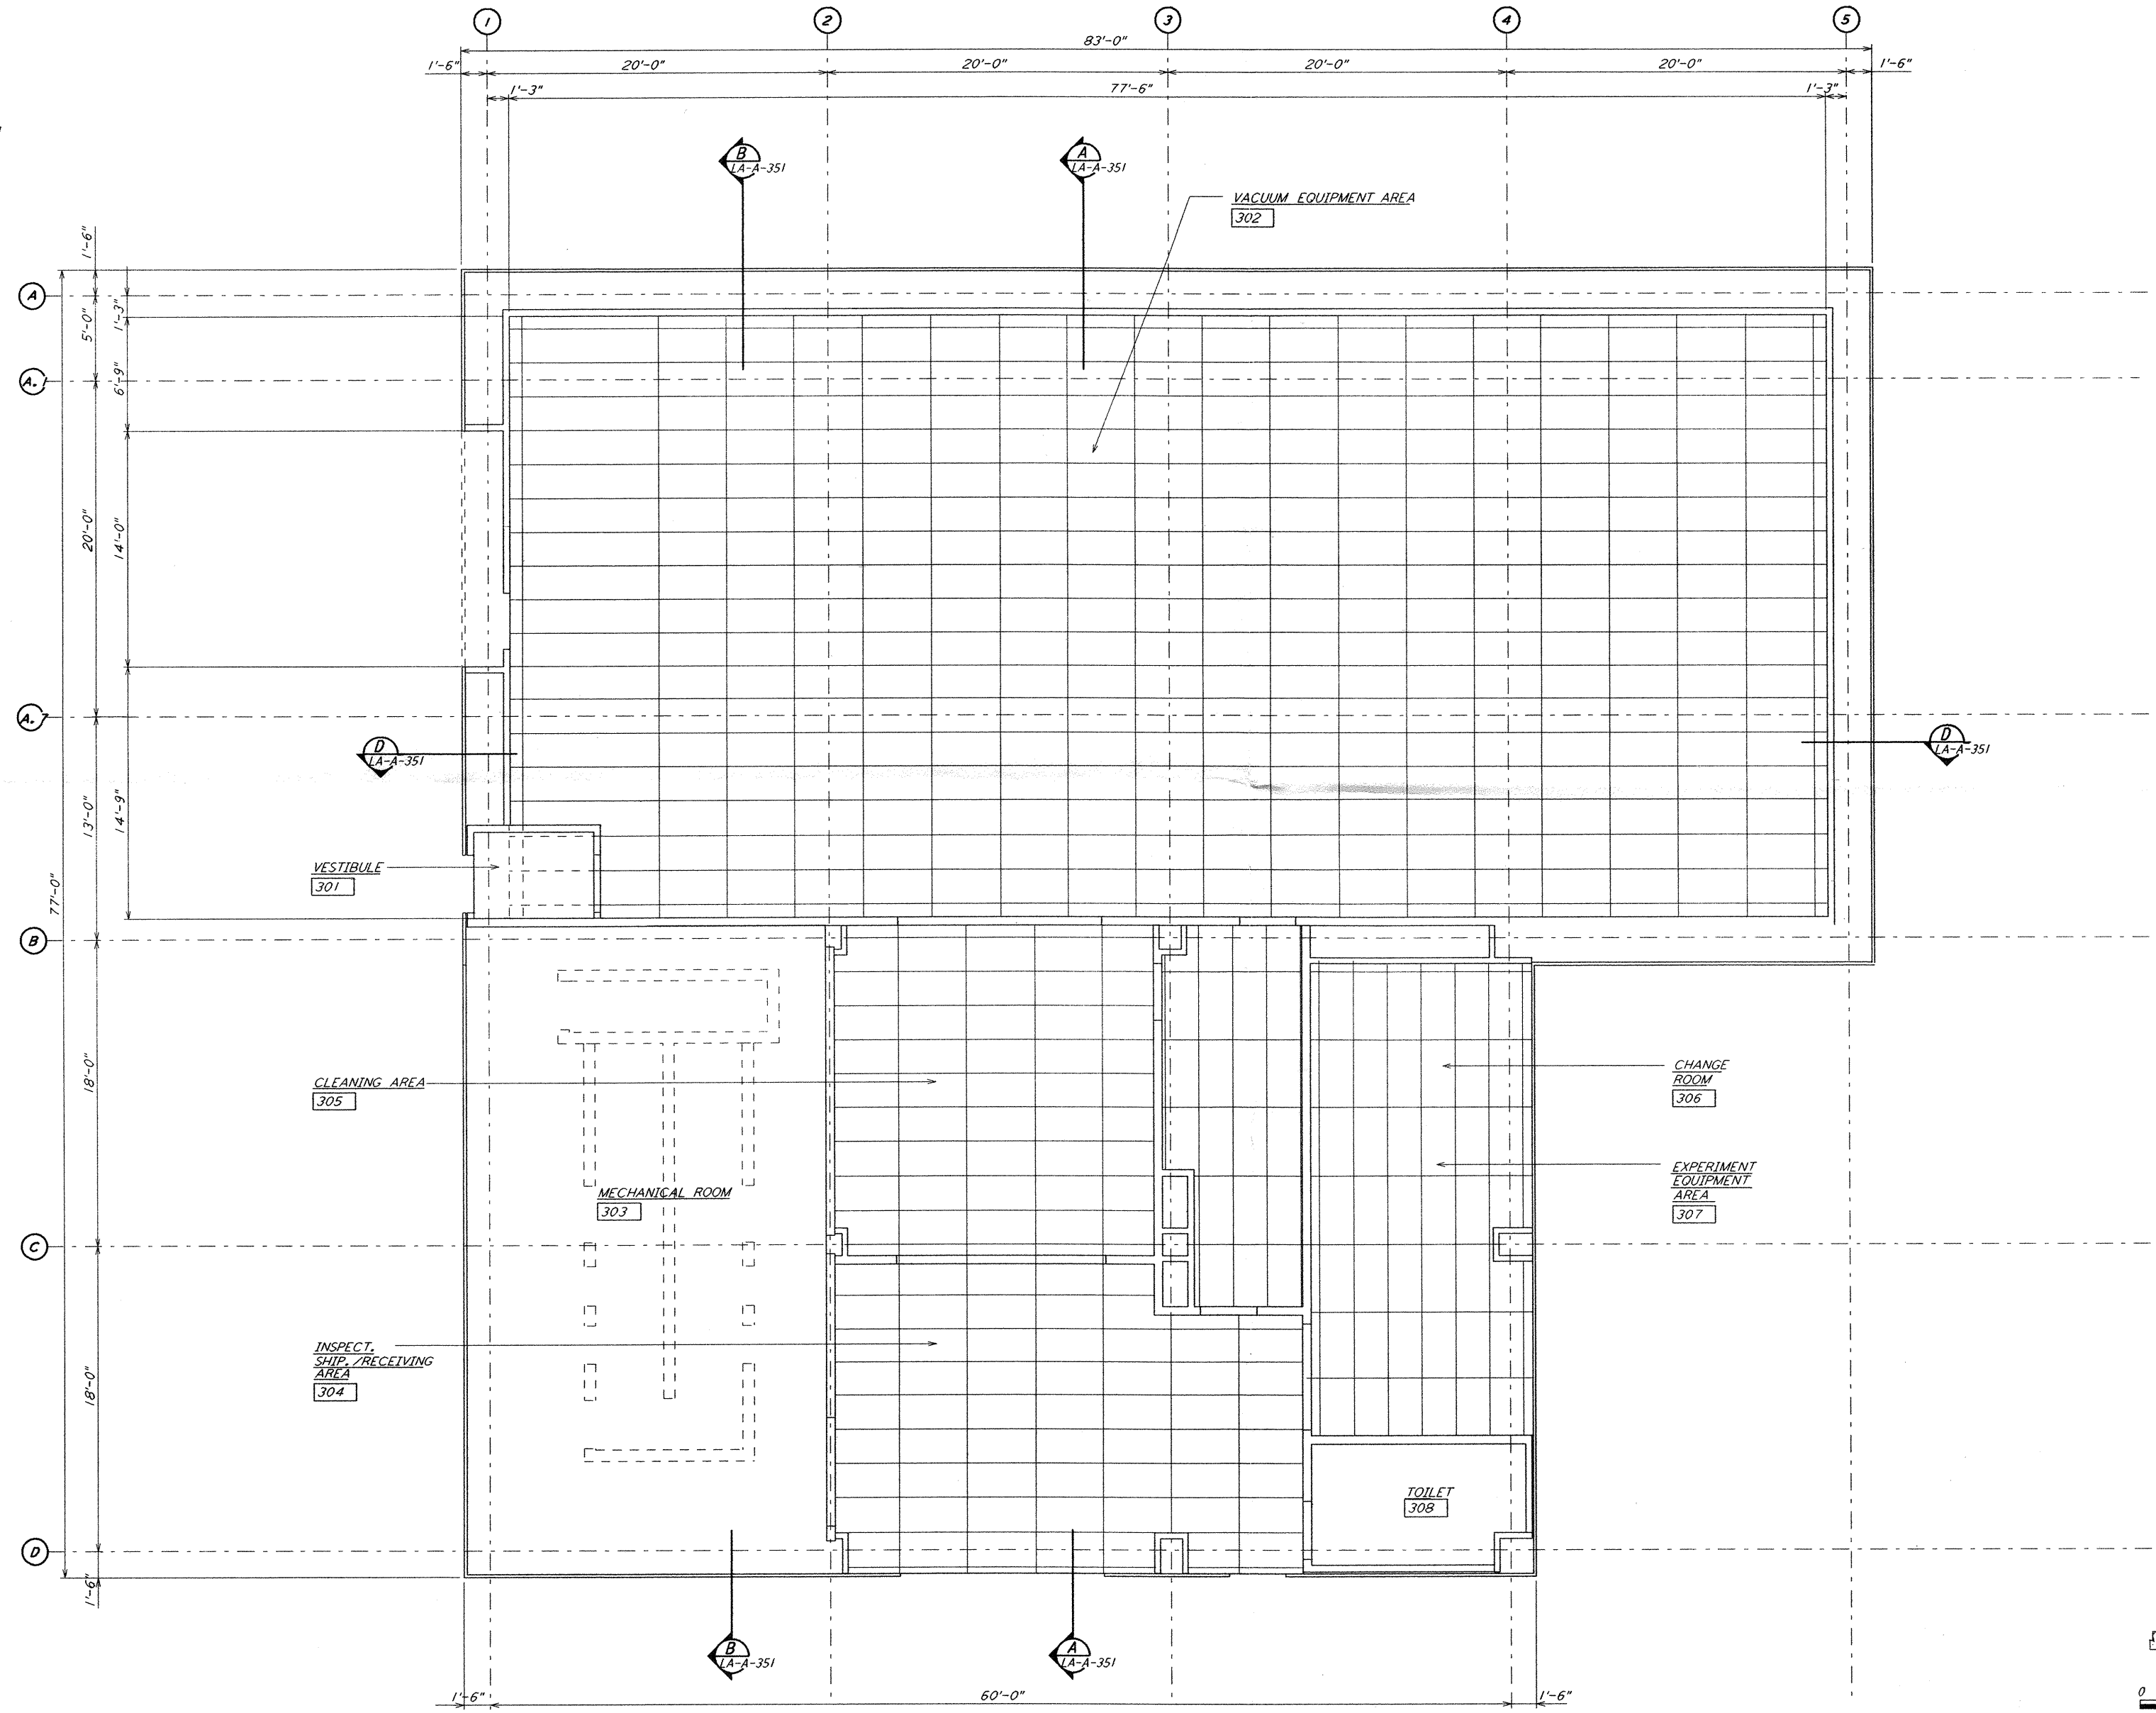 1 2 3 4 5
83'-0"
1'-6" 20'-0" 20'-0" 20'-0" 20'-0" 1'-6"
1'-3" 77'-6" 1'-3"
B
LA-A-351
A
LA-A-351
VACUUM EQUIPMENT AREA
302
1'-6"
A
5'-0"
1'-3"
A.1
6'-9"
20'-0"
14'-0"
A.7
D
LA-A-351
D
LA-A-351
13'-0"
14'-9"
VESTIBULE
301
77'-0"
B
18'-0"
CLEANING AREA
305
CHANGE
ROOM
306
EXPERIMENT
EQUIPMENT
AREA
307
MECHANICAL ROOM
303
C
INSPECT.
SHIP./RECEIVING
AREA
304
18'-0"
TOILET
308
D
1'-6"
B
LA-A-351
A
LA-A-351
1'-6" 60'-0" 1'-6"
0